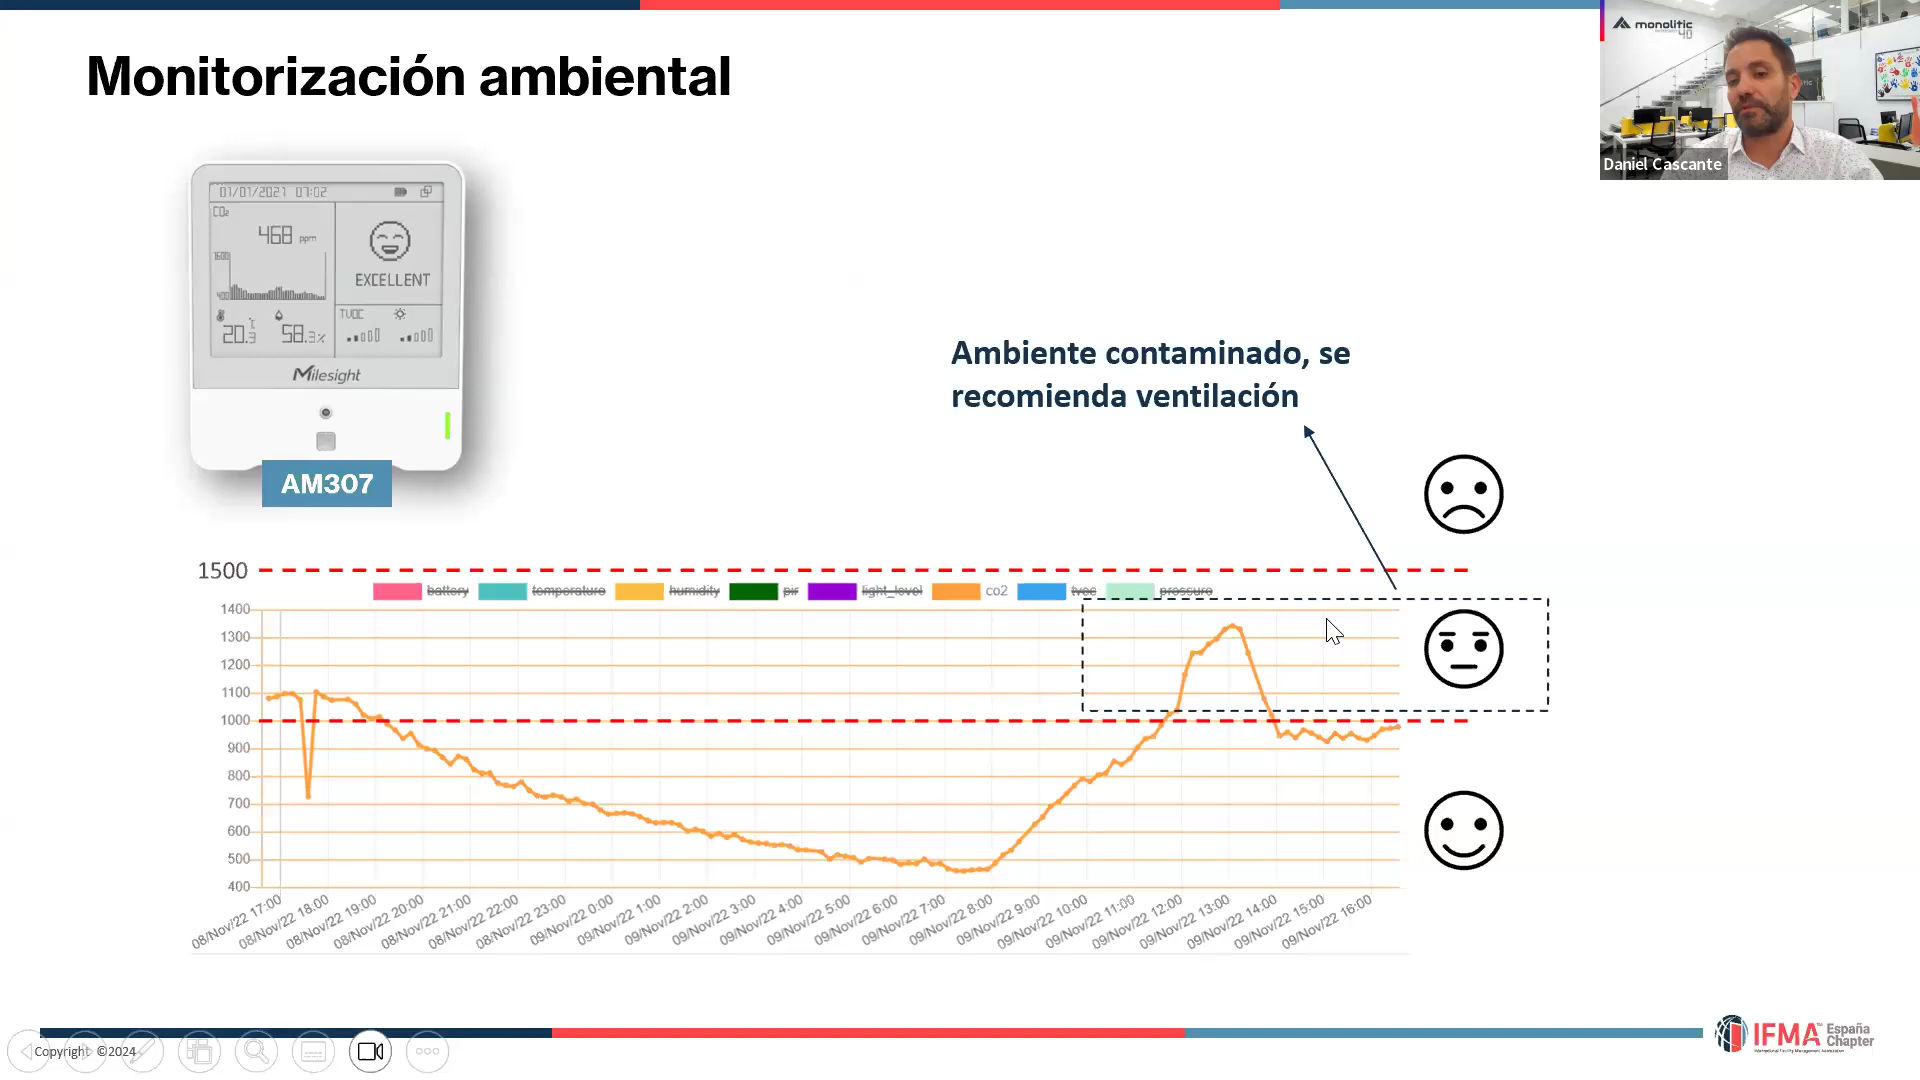 Monitorización ambiental
monolitic
Daniel Cascante
01/01/2021 07:02
CO₂
468 ppm
1600
400
EXCELLENT
20.3 °C
58.3%
TVOC
Milesight
AM307
Ambiente contaminado, se
recomienda ventilación
1500
battery temperature humidity pir light_level co2 tvoc pressure
1400
1300
1200
1100
1000
900
800
700
600
500
400
08/Nov/22 17:00
08/Nov/22 18:00
08/Nov/22 19:00
08/Nov/22 20:00
08/Nov/22 21:00
08/Nov/22 22:00
08/Nov/22 23:00
09/Nov/22 0:00
09/Nov/22 1:00
09/Nov/22 2:00
09/Nov/22 3:00
09/Nov/22 4:00
09/Nov/22 5:00
09/Nov/22 6:00
09/Nov/22 7:00
09/Nov/22 8:00
09/Nov/22 9:00
09/Nov/22 10:00
09/Nov/22 11:00
09/Nov/22 12:00
09/Nov/22 13:00
09/Nov/22 14:00
09/Nov/22 15:00
09/Nov/22 16:00
Copyright ©2024
IFMA™ España
Chapter
International Facility Management Association